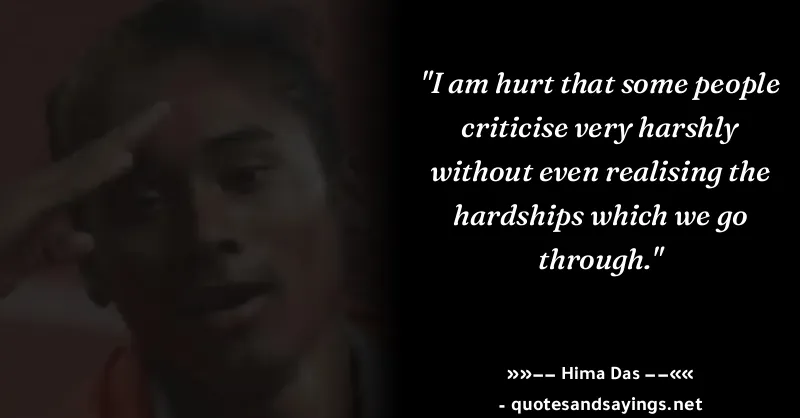 "I am hurt that some people
criticise very harshly
without even realising the
hardships which we go
through."
»»−− Hima Das −−««
- quotesandsayings.net